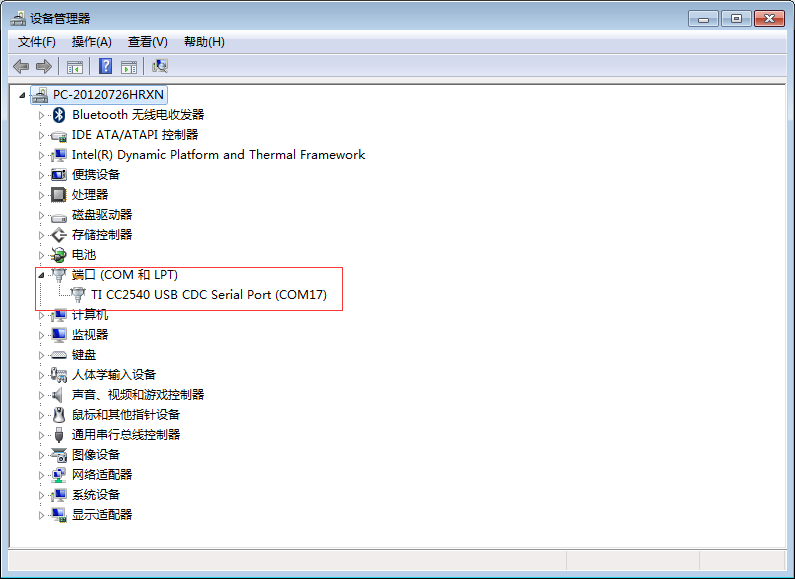 设备管理器
文件(F) 操作(A) 查看(V) 帮助(H)
PC-20120726HRXN
Bluetooth 无线电收发器
IDE ATA/ATAPI 控制器
Intel(R) Dynamic Platform and Thermal Framework
便携设备
处理器
磁盘驱动器
存储控制器
电池
端口 (COM 和 LPT)
TI CC2540 USB CDC Serial Port (COM17)
计算机
监视器
键盘
人体学输入设备
声音、视频和游戏控制器
鼠标和其他指针设备
通用串行总线控制器
图像设备
网络适配器
系统设备
显示适配器